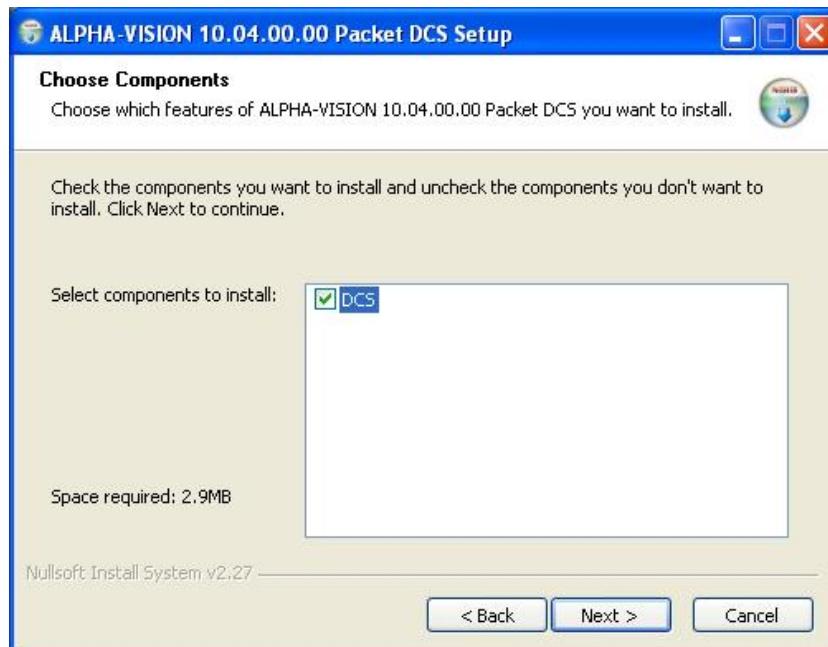 ALPHA-VISION 10.04.00.00 Packet DCS Setup
Choose Components
Choose which features of ALPHA-VISION 10.04.00.00 Packet DCS you want to install.
Check the components you want to install and uncheck the components you don't want to
install. Click Next to continue.
Select components to install:
DCS
Space required: 2.9MB
Nullsoft Install System v2.27
< Back
Next >
Cancel